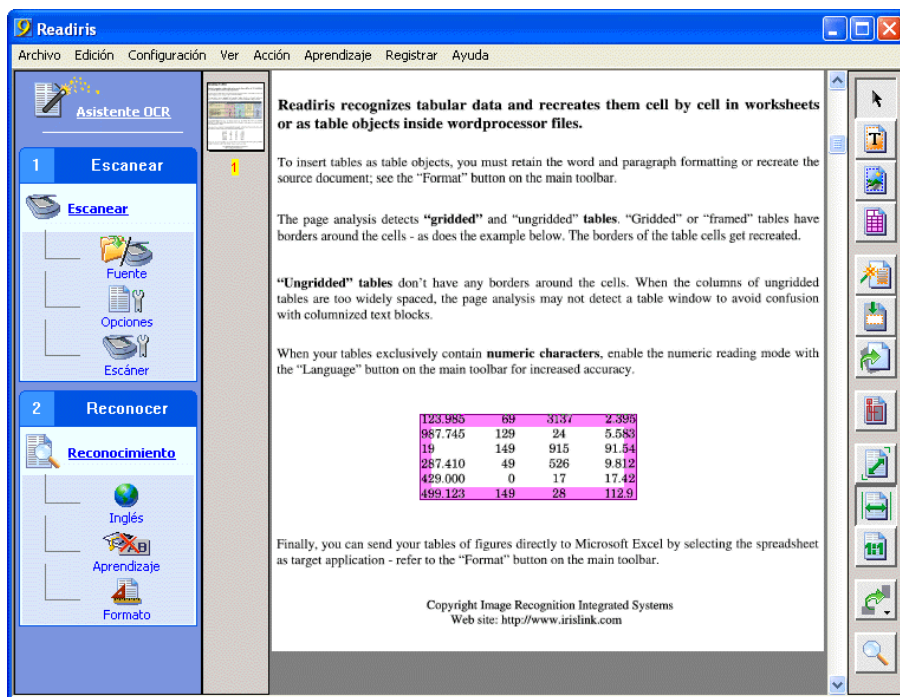 Readiris
Archivo Edición Configuración Ver Acción Aprendizaje Registrar Ayuda
Asistente OCR
1 Escanear
Escanear
Fuente
Opciones
Escáner
2 Reconocer
Reconocimiento
Inglés
Aprendizaje
Formato
1
Readiris recognizes tabular data and recreates them cell by cell in worksheets
or as table objects inside wordprocessor files.
To insert tables as table objects, you must retain the word and paragraph formatting or recreate the
source document; see the “Format” button on the main toolbar.
The page analysis detects “gridded” and “ungridded” tables. “Gridded” or “framed” tables have
borders around the cells - as does the example below. The borders of the table cells get recreated.
“Ungridded” tables don’t have any borders around the cells. When the columns of ungridded
tables are too widely spaced, the page analysis may not detect a table window to avoid confusion
with columnized text blocks.
When your tables exclusively contain numeric characters, enable the numeric reading mode with
the “Language” button on the main toolbar for increased accuracy.
123.985 69 3137 2.395
987.745 129 24 5.583
19 149 915 91.54
287.410 49 526 9.812
429.000 0 17 17.42
499.123 149 28 112.9
Finally, you can send your tables of figures directly to Microsoft Excel by selecting the spreadsheet
as target application - refer to the “Format” button on the main toolbar.
Copyright Image Recognition Integrated Systems
Web site: http://www.irislink.com
T
1:1